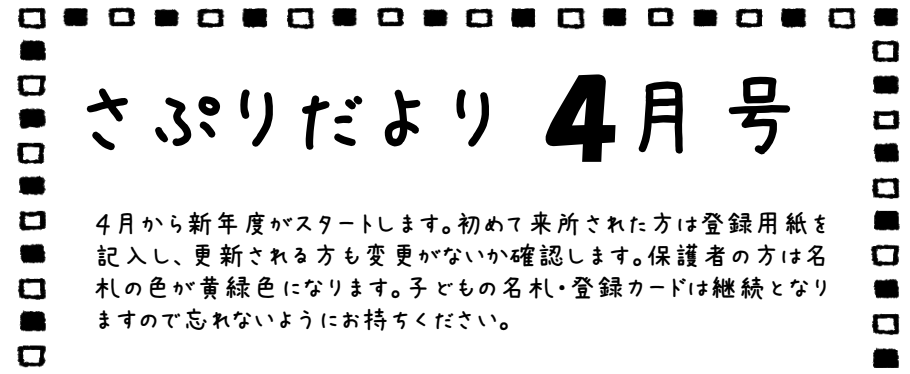 さぷりだより 4月号
4月から新年度がスタートします。初めて来所された方は登録用紙を
記入し、更新される方も変更がないか確認します。保護者の方は名
札の色が黄緑色になります。子どもの名札・登録カードは継続となり
ますので忘れないようにお持ちください。